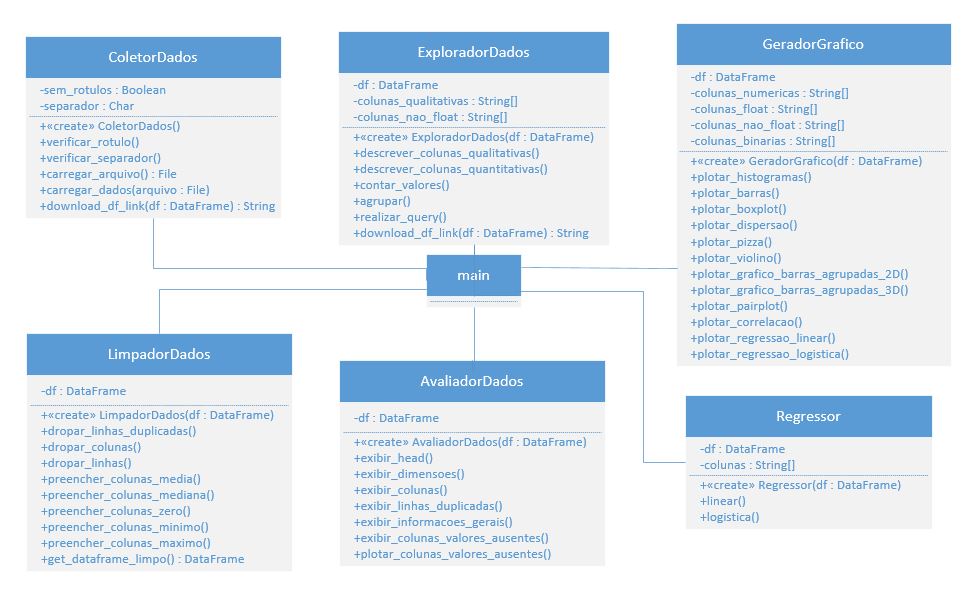 ColetorDados
-sem_rotulos : Boolean
-separador : Char
+«create» ColetorDados()
+verificar_rotulo()
+verificar_separador()
+carregar_arquivo() : File
+carregar_dados(arquivo : File)
+download_df_link(df : DataFrame) : String
ExploradorDados
-df : DataFrame
-colunas_qualitativas : String[]
-colunas_nao_float : String[]
+«create» ExploradorDados(df : DataFrame)
+descrever_colunas_qualitativas()
+descrever_colunas_quantitativas()
+contar_valores()
+agrupar()
+realizar_query()
+download_df_link(df : DataFrame) : String
GeradorGrafico
-df : DataFrame
-colunas_numericas : String[]
-colunas_float : String[]
-colunas_nao_float : String[]
-colunas_binarias : String[]
+«create» GeradorGrafico(df : DataFrame)
+plotar_histogramas()
+plotar_barras()
+plotar_boxplot()
+plotar_dispersao()
+plotar_pizza()
+plotar_violino()
+plotar_grafico_barras_agrupadas_2D()
+plotar_grafico_barras_agrupadas_3D()
+plotar_pairplot()
+plotar_correlacao()
+plotar_regressao_linear()
+plotar_regressao_logistica()
main
LimpadorDados
-df : DataFrame
+«create» LimpadorDados(df : DataFrame)
+dropar_linhas_duplicadas()
+dropar_colunas()
+dropar_linhas()
+preencher_colunas_media()
+preencher_colunas_mediana()
+preencher_colunas_zero()
+preencher_colunas_minimo()
+preencher_colunas_maximo()
+get_dataframe_limpo() : DataFrame
AvaliadorDados
-df : DataFrame
+«create» AvaliadorDados(df : DataFrame)
+exibir_head()
+exibir_dimensoes()
+exibir_colunas()
+exibir_linhas_duplicadas()
+exibir_informacoes_gerais()
+exibir_colunas_valores_ausentes()
+plotar_colunas_valores_ausentes()
Regressor
-df : DataFrame
-colunas : String[]
+«create» Regressor(df : DataFrame)
+linear()
+logistica()